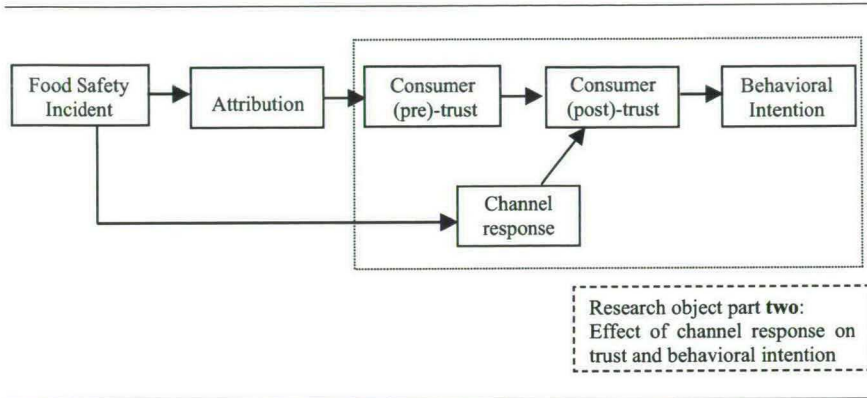 Food Safety
Incident
Attribution
Consumer
(pre)-trust
Consumer
(post)-trust
Behavioral
Intention
Channel
response
Research object part two:
Effect of channel response on
trust and behavioral intention